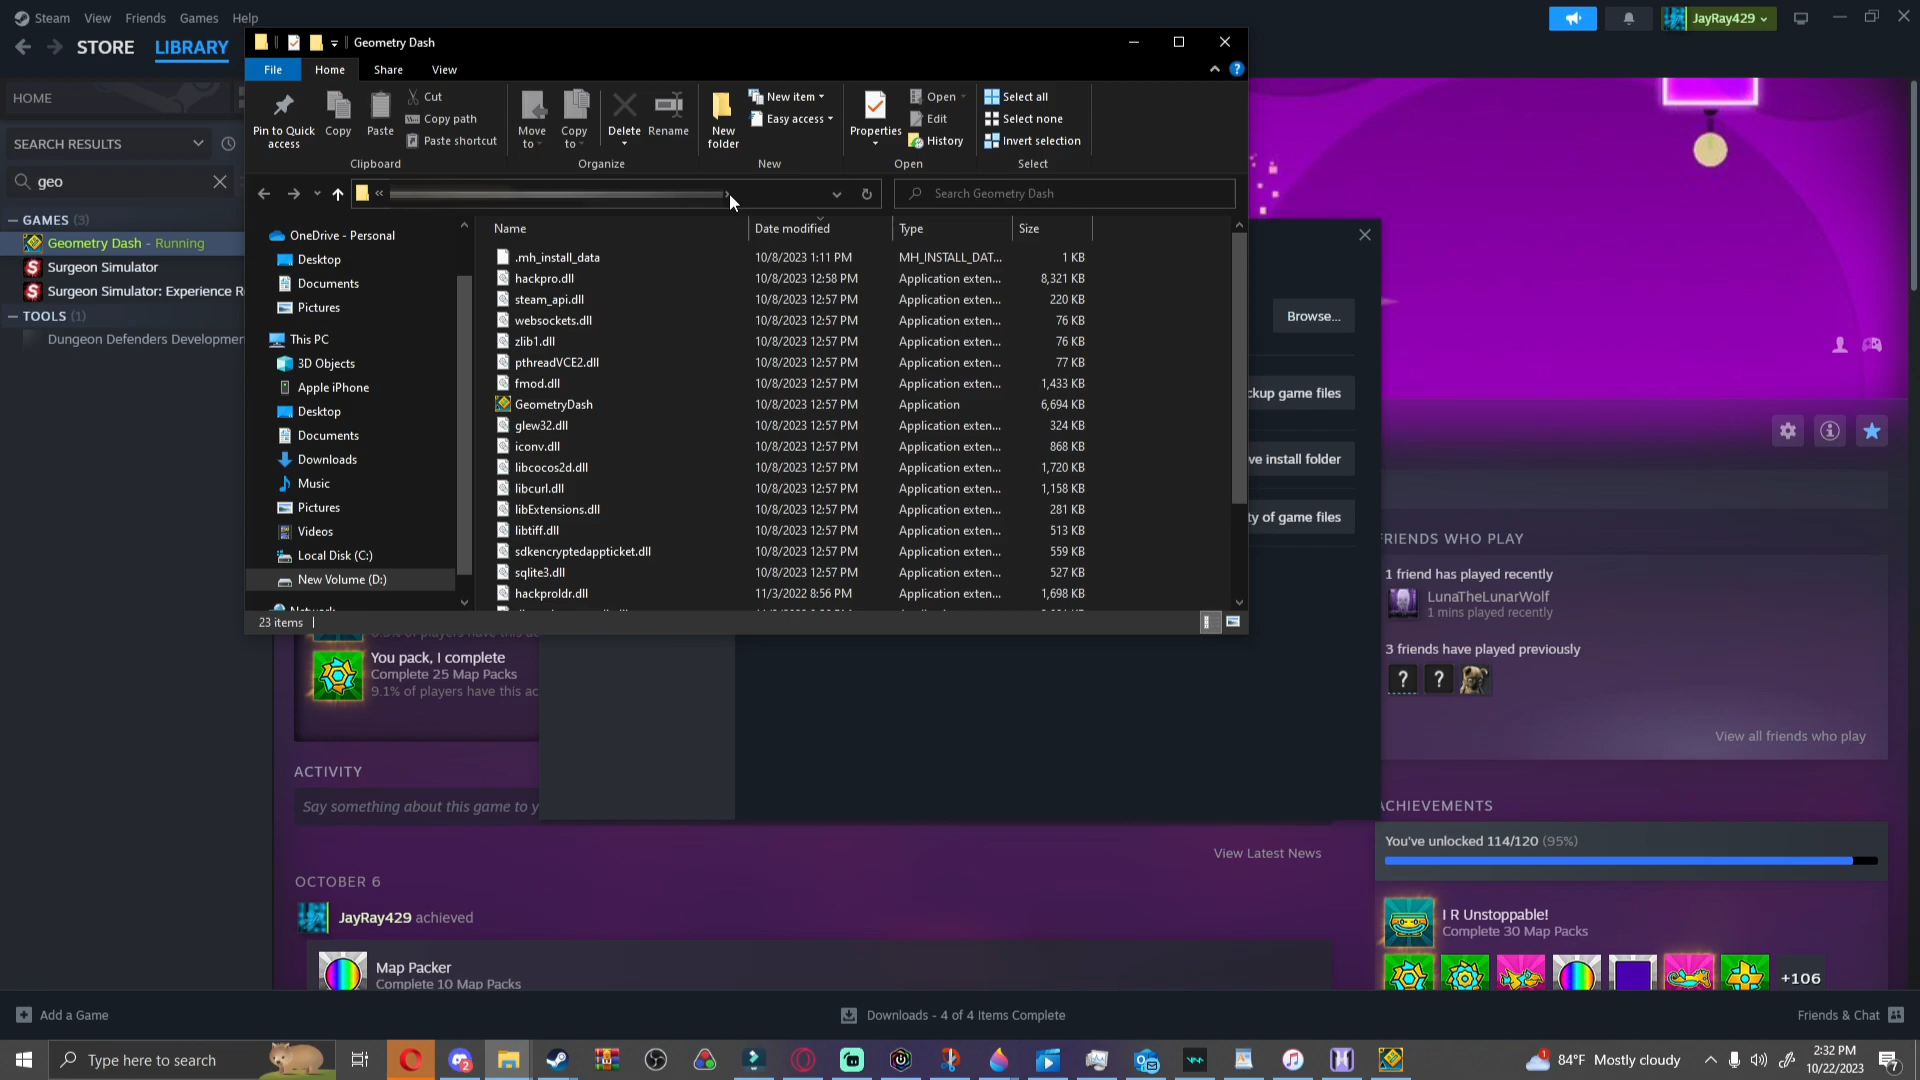 Steam View Friends Games Help
JayRay429
STORE LIBRARY
HOME
SEARCH RESULTS
geo
GAMES (3)
Geometry Dash - Running
Surgeon Simulator
Surgeon Simulator: Experience R
TOOLS (1)
Dungeon Defenders Developmen
Geometry Dash
File Home Share View
Pin to Quick access
Copy
Paste
Cut
Copy path
Paste shortcut
Clipboard
Move to
Copy to
Delete
Rename
Organize
New folder
New item
Easy access
New
Properties
Open
Edit
History
Open
Select all
Select none
Invert selection
Select
Search Geometry Dash
OneDrive - Personal
Desktop
Documents
Pictures
This PC
3D Objects
Apple iPhone
Desktop
Documents
Downloads
Music
Pictures
Videos
Local Disk (C:)
New Volume (D:)
Name Date modified Type Size
.mh_install_data 10/8/2023 1:11 PM MH_INSTALL_DAT... 1 KB
hackpro.dll 10/8/2023 12:58 PM Application exten... 8,321 KB
steam_api.dll 10/8/2023 12:57 PM Application exten... 220 KB
websockets.dll 10/8/2023 12:57 PM Application exten... 76 KB
zlib1.dll 10/8/2023 12:57 PM Application exten... 76 KB
pthreadVCE2.dll 10/8/2023 12:57 PM Application exten... 77 KB
fmod.dll 10/8/2023 12:57 PM Application exten... 1,433 KB
GeometryDash 10/8/2023 12:57 PM Application 6,694 KB
glew32.dll 10/8/2023 12:57 PM Application exten... 324 KB
iconv.dll 10/8/2023 12:57 PM Application exten... 868 KB
libcocos2d.dll 10/8/2023 12:57 PM Application exten... 1,720 KB
libcurl.dll 10/8/2023 12:57 PM Application exten... 1,158 KB
libExtensions.dll 10/8/2023 12:57 PM Application exten... 281 KB
libtiff.dll 10/8/2023 12:57 PM Application exten... 513 KB
sdkencryptedappticket.dll 10/8/2023 12:57 PM Application exten... 559 KB
sqlite3.dll 10/8/2023 12:57 PM Application exten... 527 KB
hackproldr.dll 11/3/2022 8:56 PM Application exten... 1,698 KB
23 items
Browse...
ckup game files
ve install folder
ty of game files
You pack, I complete
Complete 25 Map Packs
9.1% of players have this ac
ACTIVITY
Say something about this game to y
View Latest News
OCTOBER 6
JayRay429 achieved
Map Packer
Complete 10 Map Packs
FRIENDS WHO PLAY
1 friend has played recently
LunaTheLunarWolf
1 mins played recently
3 friends have played previously
View all friends who play
ACHIEVEMENTS
You've unlocked 114/120 (95%)
I R Unstoppable!
Complete 30 Map Packs
+106
Add a Game
Downloads - 4 of 4 Items Complete
Friends & Chat
Type here to search
84°F Mostly cloudy
2:32 PM
10/22/2023